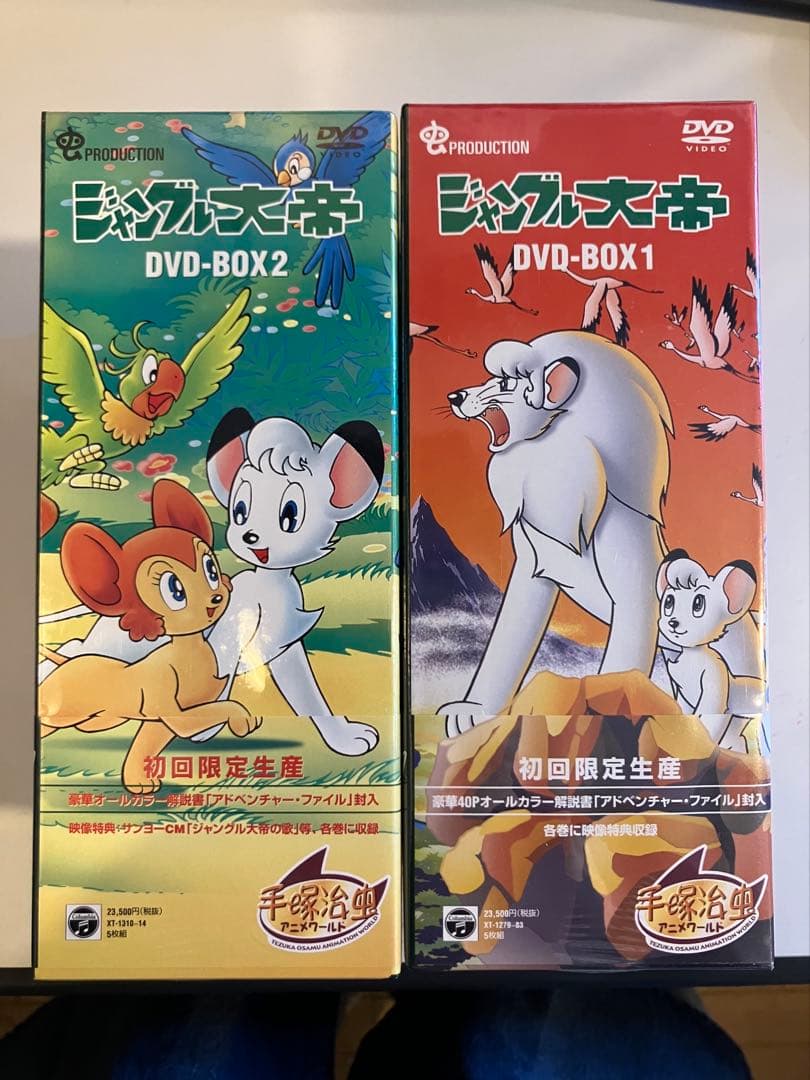 虫 PRODUCTION
DVD
VIDEO
ジャングル大帝
DVD-BOX2
初回限定生産
豪華オールカラー解説書「アドベンチャー・ファイル」封入
映像特典:サンヨーCM「ジャングル大帝の歌」等、各巻に収録
Columbia
23,500円(税抜)
XT-1310-14
5枚組
手塚治虫
アニメワールド
TEZUKA OSAMU ANIMATION WORLD
虫 PRODUCTION
DVD
VIDEO
ジャングル大帝
DVD-BOX1
初回限定生産
豪華40Pオールカラー解説書「アドベンチャー・ファイル」封入
各巻に映像特典収録
Columbia
23,500円(税抜)
XT-1279-83
5枚組
手塚治虫
アニメワールド
TEZUKA OSAMU ANIMATION WORLD